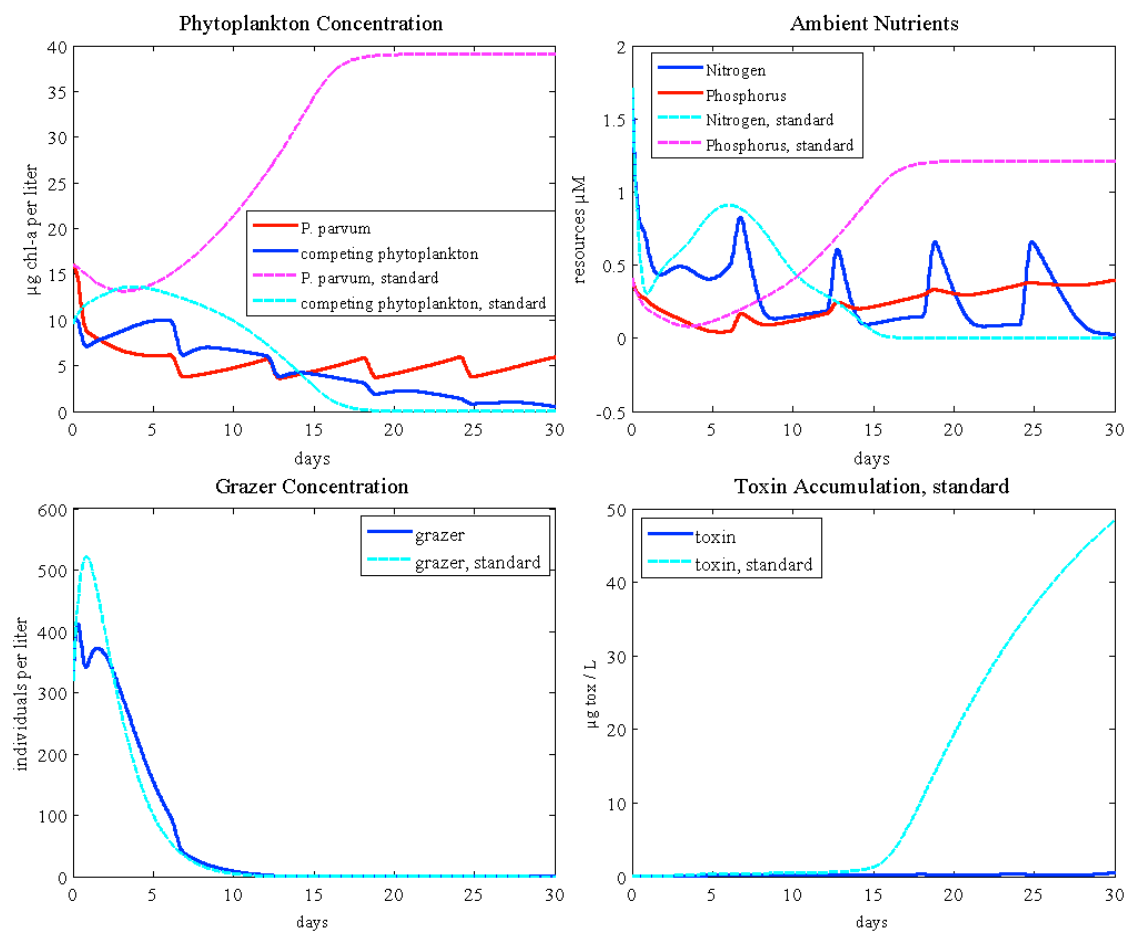 Phytoplankton Concentration
40
35
30
25
20
15
10
5
0
µg chl-a per liter
P. parvum
competing phytoplankton
P. parvum, standard
competing phytoplankton, standard
0 5 10 15 20 25 30
days
Ambient Nutrients
2
1.5
1
0.5
0
-0.5
resources µM
Nitrogen
Phosphorus
Nitrogen, standard
Phosphorus, standard
0 5 10 15 20 25 30
days
Grazer Concentration
600
500
400
300
200
100
0
individuals per liter
grazer
grazer, standard
0 5 10 15 20 25 30
days
Toxin Accumulation, standard
50
40
30
20
10
0
µg tox / L
toxin
toxin, standard
0 5 10 15 20 25 30
days